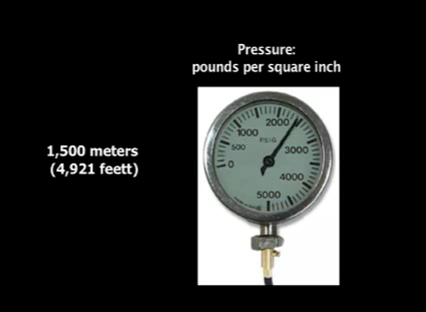 Pressure:
pounds per square inch
1,500 meters
(4,921 feett)
2000
1000
PSIG
500
3000
0
4000
5000